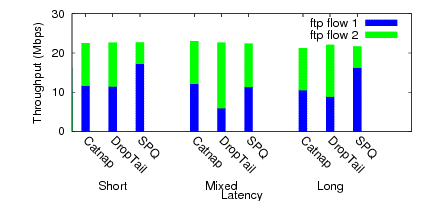 30
20
10
0
Throughput (Mbps)
ftp flow 1
ftp flow 2
Catnap
DropTail
SPQ
Catnap
DropTail
SPQ
Catnap
DropTail
SPQ
Short
Mixed
Long
Latency